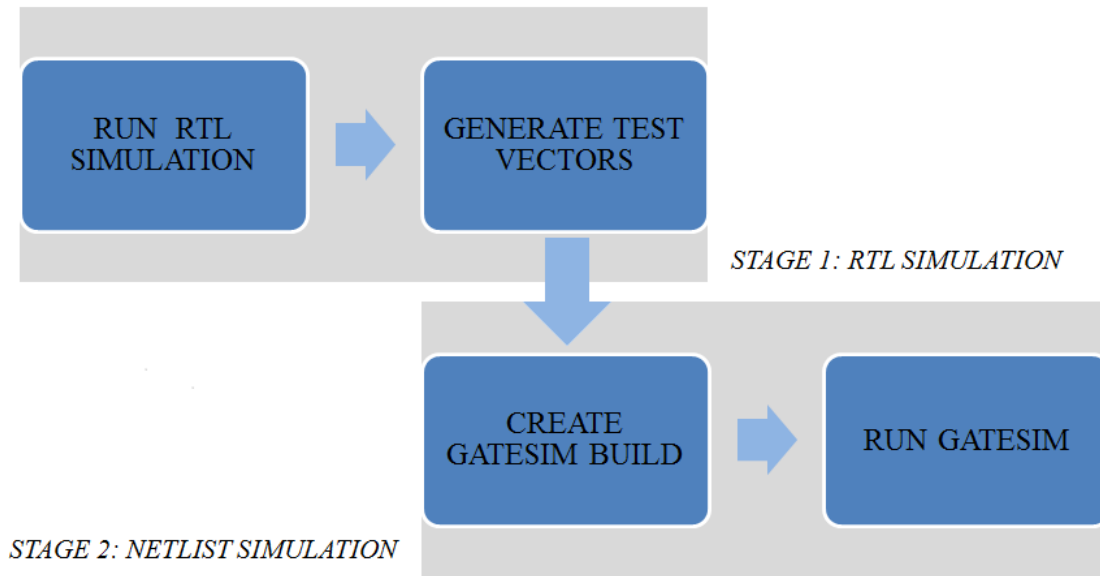 RUN RTL
SIMULATION
GENERATE TEST
VECTORS
STAGE 1: RTL SIMULATION
CREATE
GATESIM BUILD
RUN GATESIM
STAGE 2: NETLIST SIMULATION